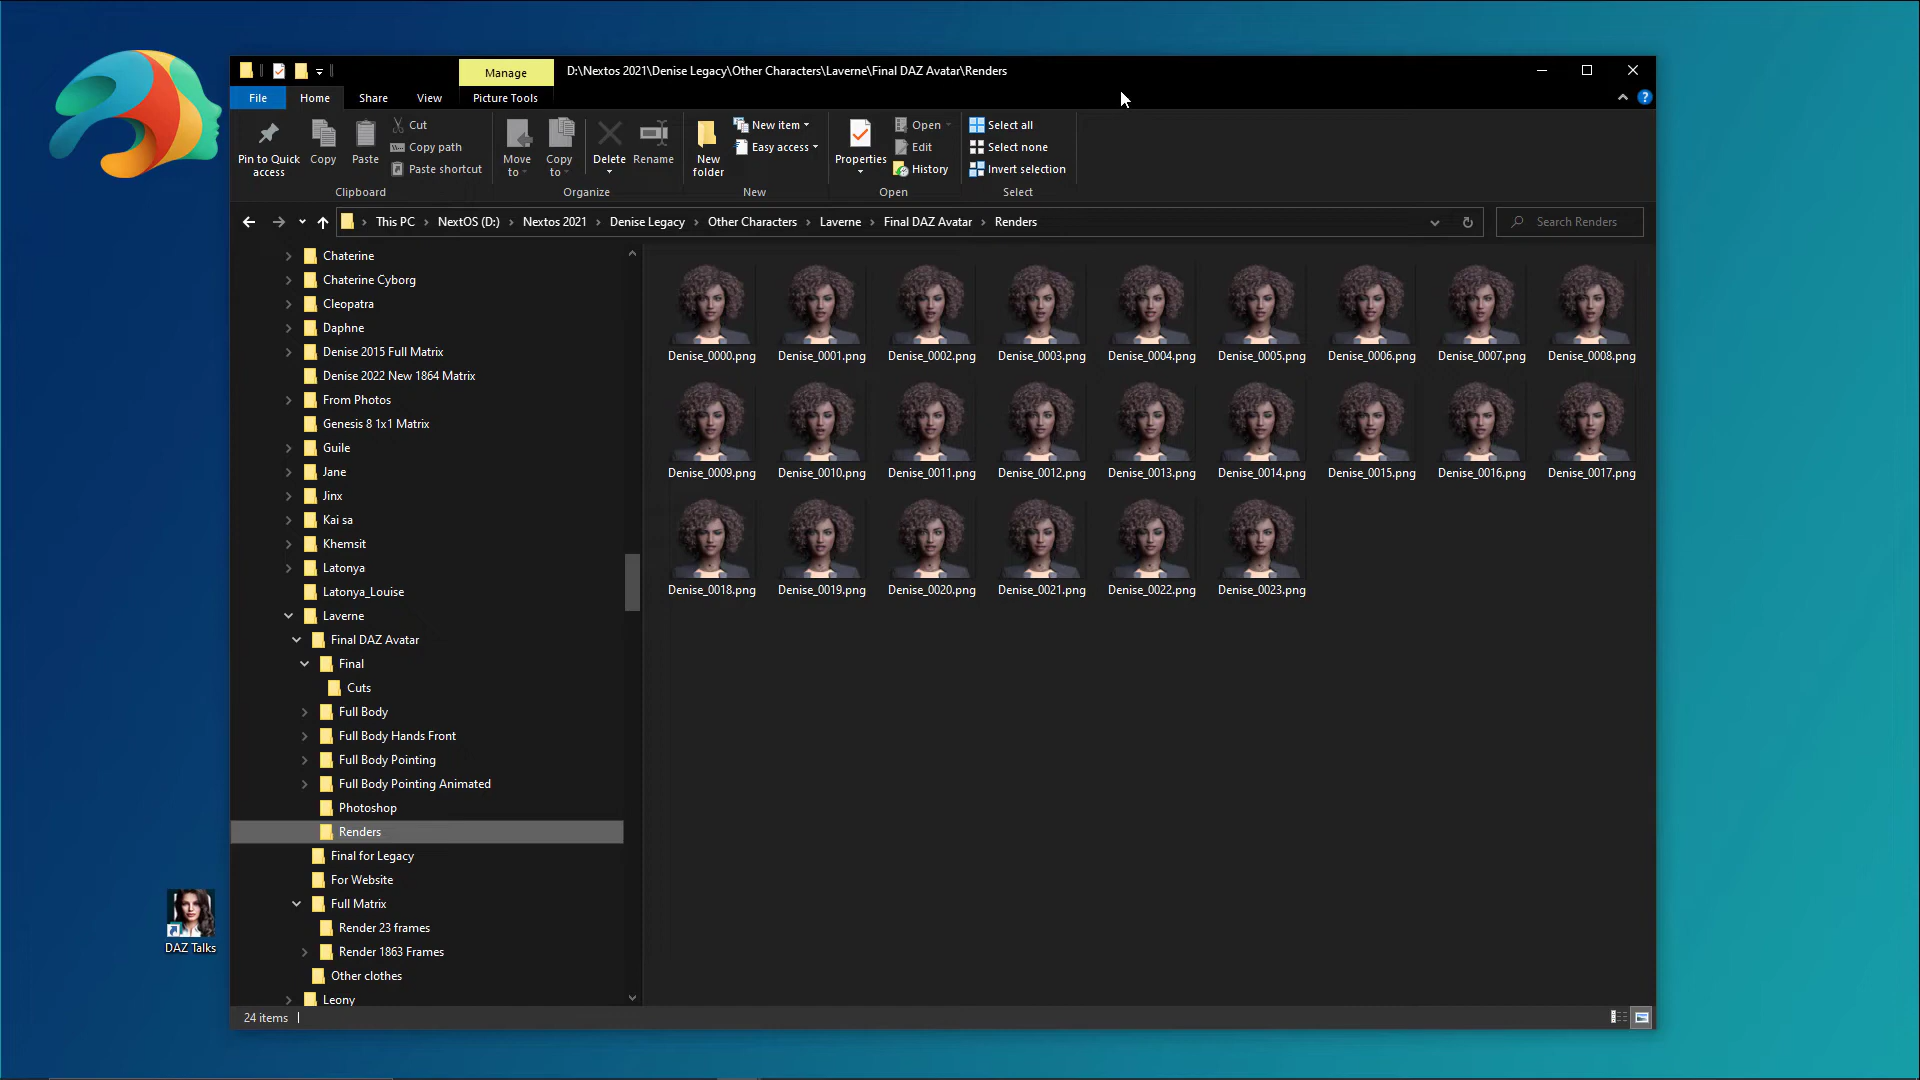 Manage
D:\Nextos 2021\Denise Legacy\Other Characters\Laverne\Final DAZ Avatar\Renders
File
Home
Share
View
Picture Tools
Pin to Quick access
Copy
Paste
Cut
Copy path
Paste shortcut
Clipboard
Move to
Copy to
Delete
Rename
Organize
New folder
New item
Easy access
New
Properties
Open
Edit
History
Open
Select all
Select none
Invert selection
Select
This PC
NextOS (D:)
Nextos 2021
Denise Legacy
Other Characters
Laverne
Final DAZ Avatar
Renders
Search Renders
Chaterine
Chaterine Cyborg
Cleopatra
Daphne
Denise 2015 Full Matrix
Denise 2022 New 1864 Matrix
From Photos
Genesis 8 1x1 Matrix
Guile
Jane
Jinx
Kai sa
Khemsit
Latonya
Latonya_Louise
Laverne
Final DAZ Avatar
Final
Cuts
Full Body
Full Body Hands Front
Full Body Pointing
Full Body Pointing Animated
Photoshop
Renders
Final for Legacy
For Website
Full Matrix
Render 23 frames
Render 1863 Frames
Other clothes
Leony
Denise_0000.png
Denise_0001.png
Denise_0002.png
Denise_0003.png
Denise_0004.png
Denise_0005.png
Denise_0006.png
Denise_0007.png
Denise_0008.png
Denise_0009.png
Denise_0010.png
Denise_0011.png
Denise_0012.png
Denise_0013.png
Denise_0014.png
Denise_0015.png
Denise_0016.png
Denise_0017.png
Denise_0018.png
Denise_0019.png
Denise_0020.png
Denise_0021.png
Denise_0022.png
Denise_0023.png
24 items
DAZ Talks